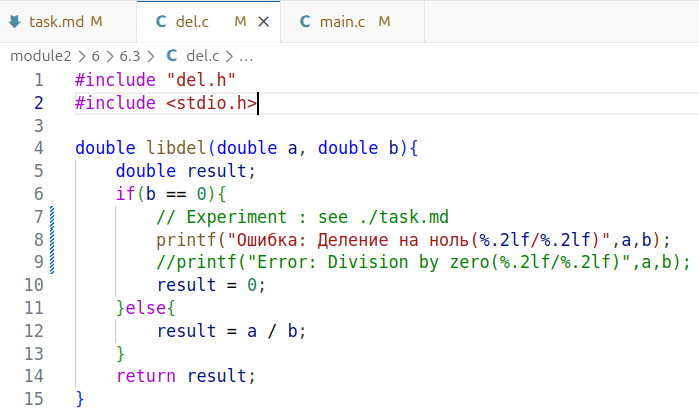 task.md M del.c M × main.c M
module2 > 6 > 6.3 > C del.c > ...
1 #include "del.h"
2 #include <stdio.h>
3
4 double libdel(double a, double b){
5     double result;
6     if(b == 0){
7         // Experiment : see ./task.md
8         printf("Ошибка: Деление на ноль(%.2lf/%.2lf)",a,b);
9         //printf("Error: Division by zero(%.2lf/%.2lf)",a,b);
10         result = 0;
11     }else{
12         result = a / b;
13     }
14     return result;
15 }